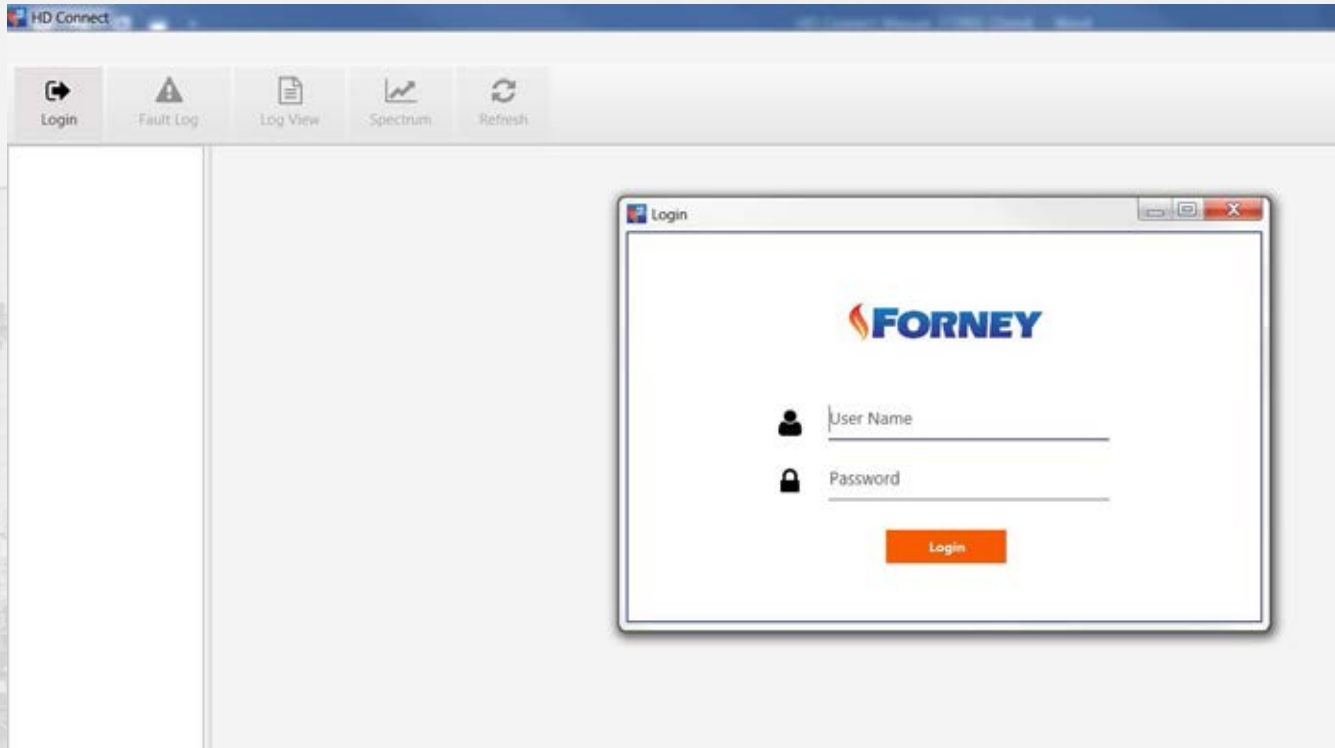 HD Connect
Login
Fault Log
Log View
Spectrum
Refresh
Login
FORNEY
User Name
Password
Login